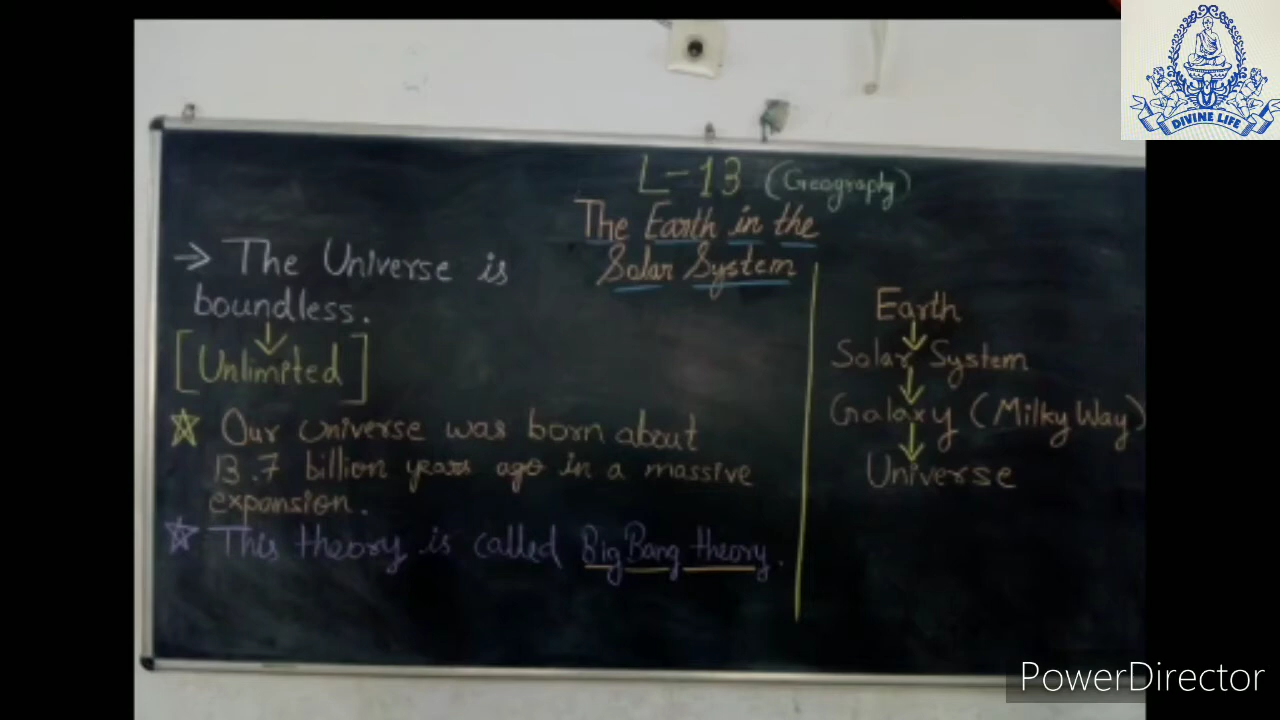 DIVINE LIFE
L-13 (Geography)
The Earth in the
Solar System
→ The Universe is
boundless.
[Unlimited]
☆ Our universe was born about
13.7 billion years ago in a massive
expansion.
☆ This theory is called Big Bang theory.
Earth
Solar System
Galaxy (Milky Way)
Universe
PowerDirector